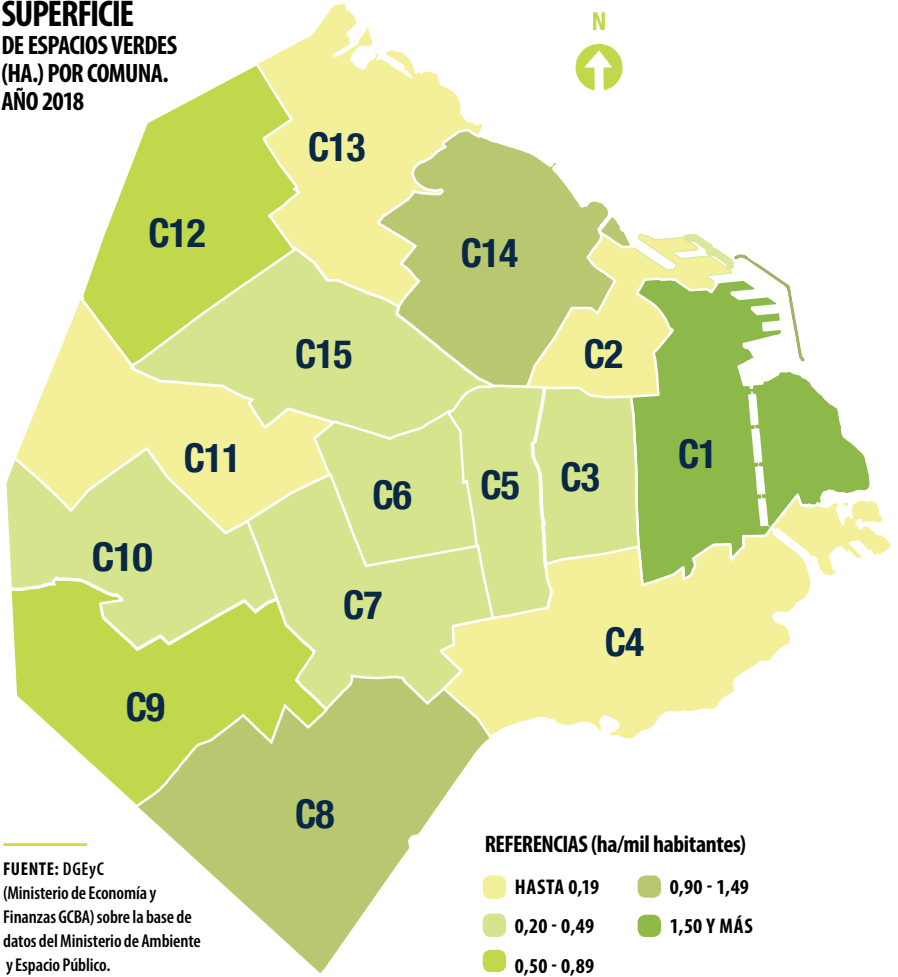 SUPERFICIE
DE ESPACIOS VERDES
(HA.) POR COMUNA.
AÑO 2018
N
C13
C12
C14
C15
C2
C11
C1
C6
C5
C3
C10
C7
C4
C9
C8
FUENTE: DGEyC
(Ministerio de Economía y
Finanzas GCBA) sobre la base de
datos del Ministerio de Ambiente
y Espacio Público.
REFERENCIAS (ha/mil habitantes)
HASTA 0,19
0,20 - 0,49
0,50 - 0,89
0,90 - 1,49
1,50 Y MÁS